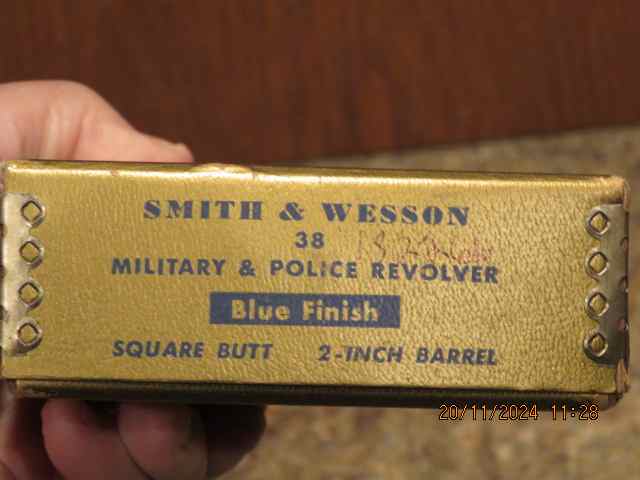 SMITH & WESSON
38
MILITARY & POLICE REVOLVER
Blue Finish
SQUARE BUTT 2-INCH BARREL
20/11/2024 11:28